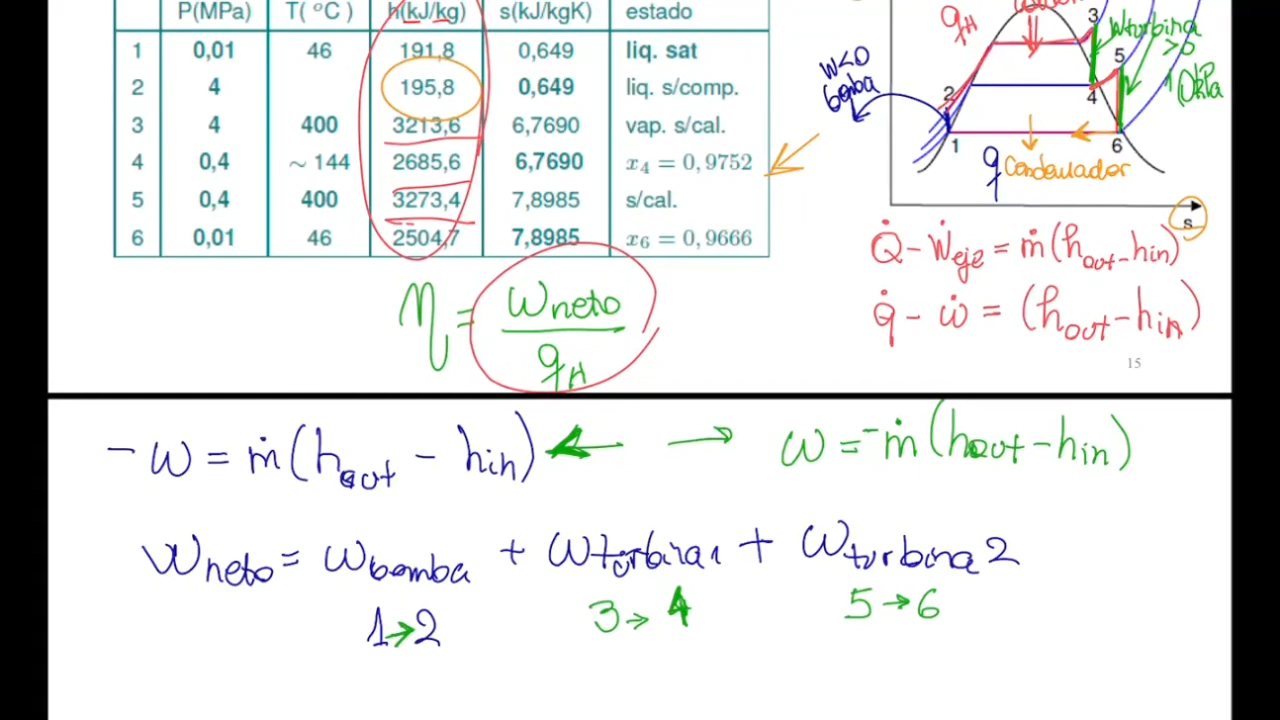 P(MPa) T(°C) h(kJ/kg) s(kJ/kgK) estado
1 0,01 46 191,8 0,649 liq. sat
2 4 195,8 0,649 liq. s/comp.
3 4 400 3213,6 6,7690 vap. s/cal.
4 0,4 ~ 144 2685,6 6,7690 x₄ = 0,9752
5 0,4 400 3273,4 7,8985 s/cal.
6 0,01 46 2504,7 7,8985 x₆ = 0,9666
qH
3
Wturbina
>0
5
W<0
bomba
2
4
10kPa
1
6
q
Condensador
s
Q̇ - Ẇeje = ṁ(hout - hin)
q̇ - ẇ = (hout - hin)
η = wneto / qH
15
- w = ṁ(hout - hin) ← → w = -ṁ(hout - hin)
wneto = wbomba + wturbina1 + wturbina2
1→2 3→4 5→6